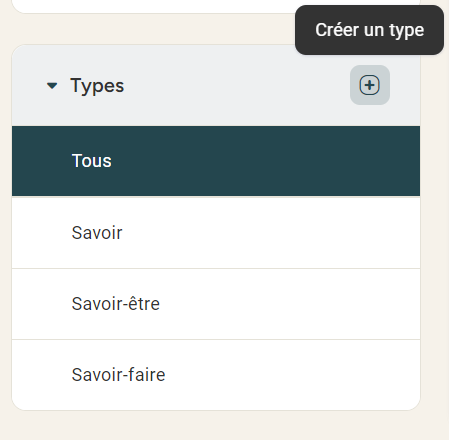 Créer un type
Types
Tous
Savoir
Savoir-être
Savoir-faire